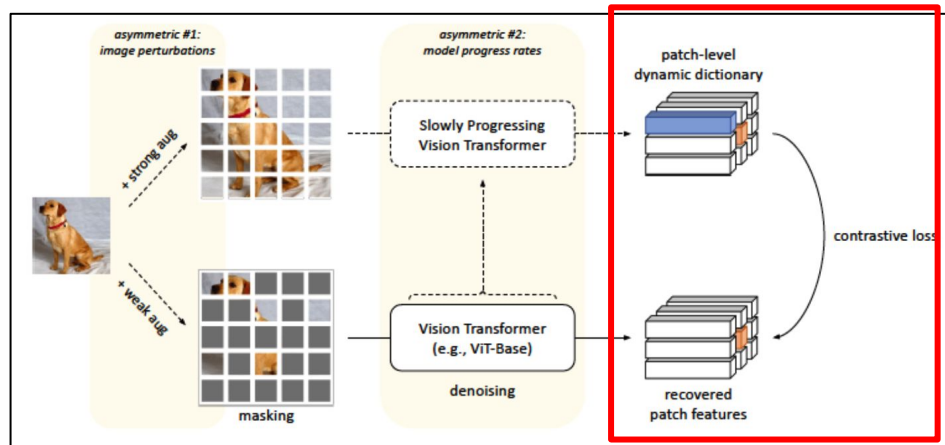 asymmetric #1:
image perturbations
asymmetric #2:
model progress rates
patch-level
dynamic dictionary
+ strong aug
Slowly Progressing
Vision Transformer
contrastive loss
+ weak aug
Vision Transformer
(e.g., ViT-Base)
masking
denoising
recovered
patch features